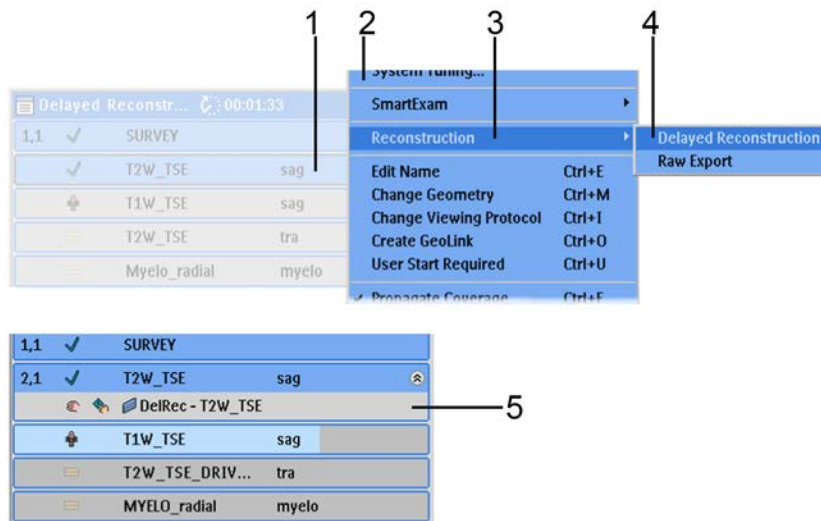 1 2 3 4
System Tuning...
Delayed Reconstr... 00:01:33
SmartExam
1,1 SURVEY
Reconstruction
Delayed Reconstruction
Raw Export
T2W_TSE sag
Edit Name Ctrl+E
T1W_TSE sag
Change Geometry Ctrl+M
Change Viewing Protocol Ctrl+I
T2W_TSE tra
Create GeoLink Ctrl+O
User Start Required Ctrl+U
Myelo_radial myelo
Propagate Coverage Ctrl+F
1,1 SURVEY
2,1 T2W_TSE sag
DelRec - T2W_TSE
5
T1W_TSE sag
T2W_TSE_DRIV... tra
MYELO_radial myelo